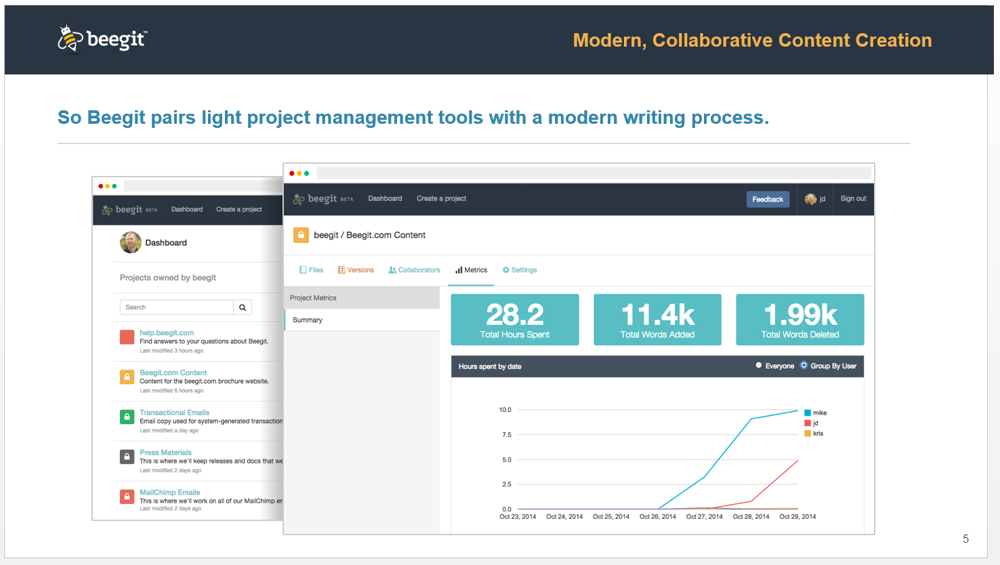 beegit™
Modern, Collaborative Content Creation
So Beegit pairs light project management tools with a modern writing process.
beegit BETA Dashboard Create a project
Dashboard
Projects owned by beegit
Search
help.beegit.com
Find answers to your questions about Beegit.
Last modified 3 hours ago
Beegit.com Content
Content for the beegit.com brochure website.
Last modified 6 hours ago
Transactional Emails
Email copy used for system-generated transaction
Last modified a day ago
Press Materials
This is where we'll keep releases and docs that we
Last modified 2 days ago
MailChimp Emails
This is where we'll work on all of our MailChimp em
Last modified 2 days ago
beegit BETA Dashboard Create a project Feedback jd Sign out
beegit / Beegit.com Content
Files Versions Collaborators Metrics Settings
Project Metrics
Summary
28.2 11.4k 1.99k
Total Hours Spent Total Words Added Total Words Deleted
Hours spent by date Everyone Group By User
10.0
7.5
5.0
2.5
0.0
mike
jd
kris
Oct 23, 2014 Oct 24, 2014 Oct 25, 2014 Oct 26, 2014 Oct 27, 2014 Oct 28, 2014 Oct 29, 2014
5